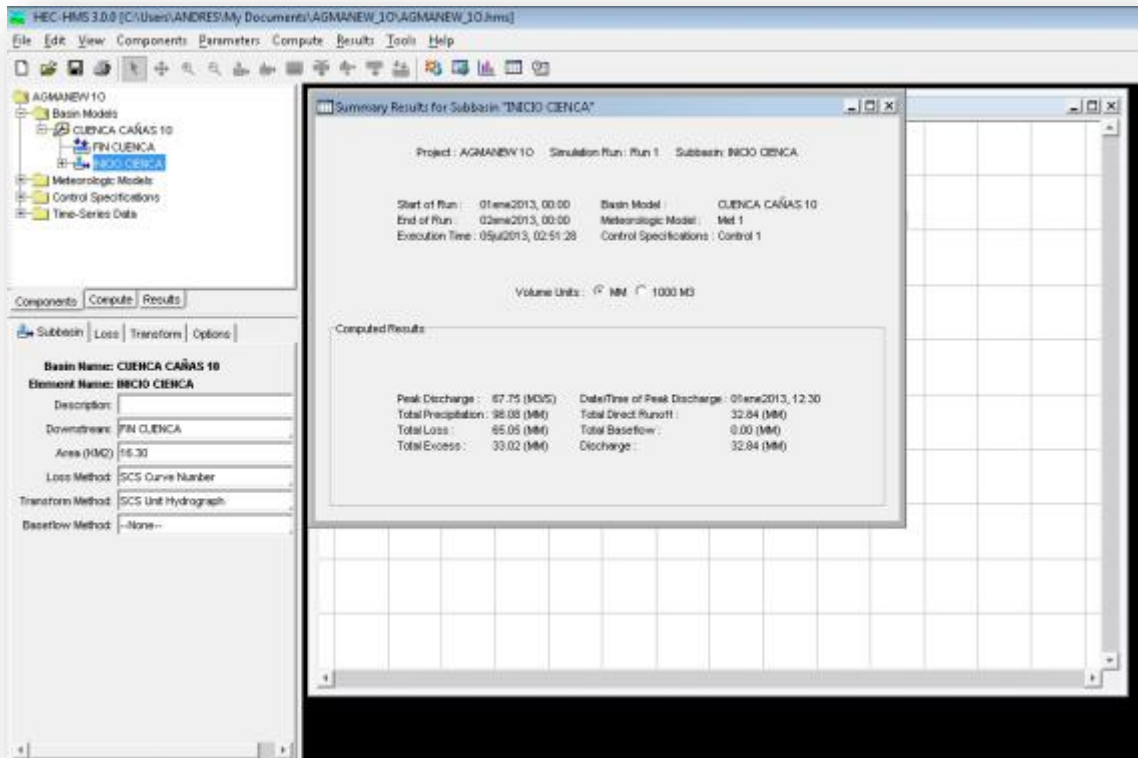 HEC-HMS 3.0.0 [C:\Users\ANDRES\My Documents\AGMANEW_1O\AGMANEW_1O.hms]
File Edit View Components Parameters Compute Results Tools Help
AGMANEW1O
Basin Models
CUENCA CAÑAS 10
FIN CUENCA
INICIO CIENCA
Meteorologic Models
Control Specifications
Time-Series Data
Components Compute Results
Subbasin Loss Transform Options
Basin Name: CUENCA CAÑAS 10
Element Name: INICIO CIENCA
Description:
Downstream: FIN CUENCA
Area (KM2) 16.30
Loss Method: SCS Curve Number
Transform Method: SCS Unit Hydrograph
Baseflow Method: --None--
Summary Results for Subbasin "INICIO CIENCA"
Project : AGMANEW1O Simulation Run : Run 1 Subbasin: INICIO CIENCA
Start of Run : 01ene2013, 00:00 Basin Model : CUENCA CAÑAS 10
End of Run : 02ene2013, 00:00 Meteorologic Model : Met 1
Execution Time : 05jul2013, 02:51:28 Control Specifications : Control 1
Volume Units : MM 1000 M3
Computed Results
Peak Discharge : 67.75 (M3/S) Date/Time of Peak Discharge : 01ene2013, 12:30
Total Precipitation : 98.08 (MM) Total Direct Runoff : 32.84 (MM)
Total Loss : 65.05 (MM) Total Baseflow : 0.00 (MM)
Total Excess : 33.02 (MM) Discharge : 32.84 (MM)